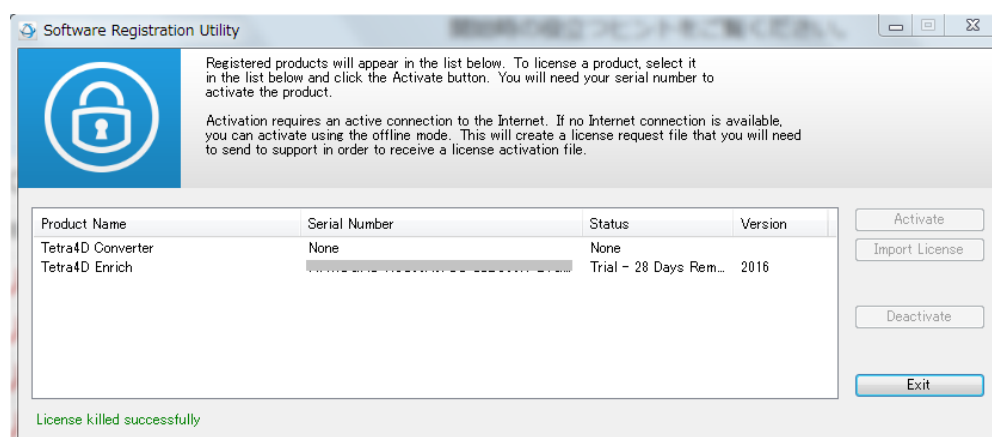 Software Registration Utility
Registered products will appear in the list below. To license a product, select it
in the list below and click the Activate button. You will need your serial number to
activate the product.
Activation requires an active connection to the Internet. If no Internet connection is available,
you can activate using the offline mode. This will create a license request file that you will need
to send to support in order to receive a license activation file.
Product Name Serial Number Status Version
Tetra4D Converter None None
Tetra4D Enrich Trial - 28 Days Rem... 2016
Activate
Import License
Deactivate
Exit
License killed successfully